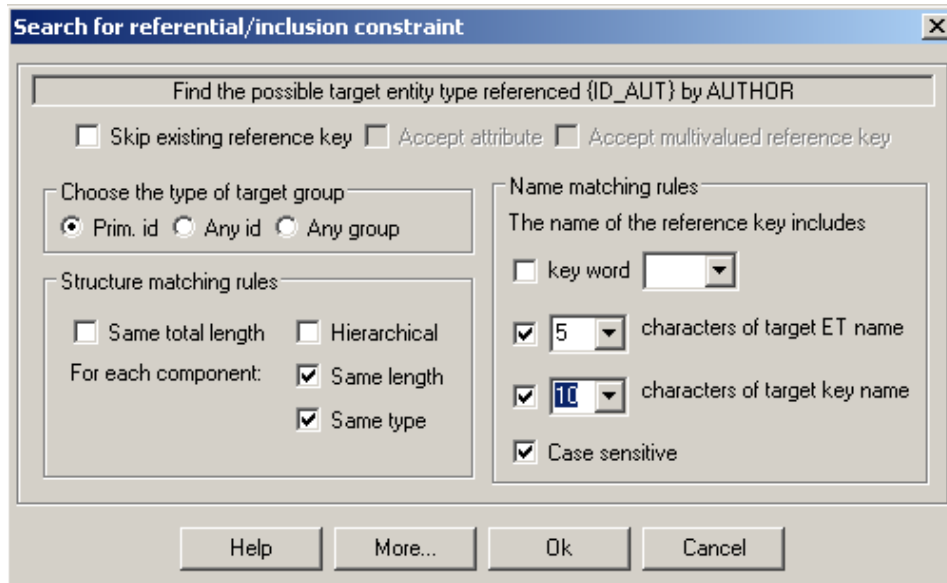 Search for referential/inclusion constraint
Find the possible target entity type referenced {ID_AUT} by AUTHOR
Skip existing reference key Accept attribute Accept multivalued reference key
Choose the type of target group
Prim. id Any id Any group
Structure matching rules
Same total length Hierarchical
For each component: Same length
Same type
Name matching rules
The name of the reference key includes
key word
5 characters of target ET name
10 characters of target key name
Case sensitive
Help More... Ok Cancel